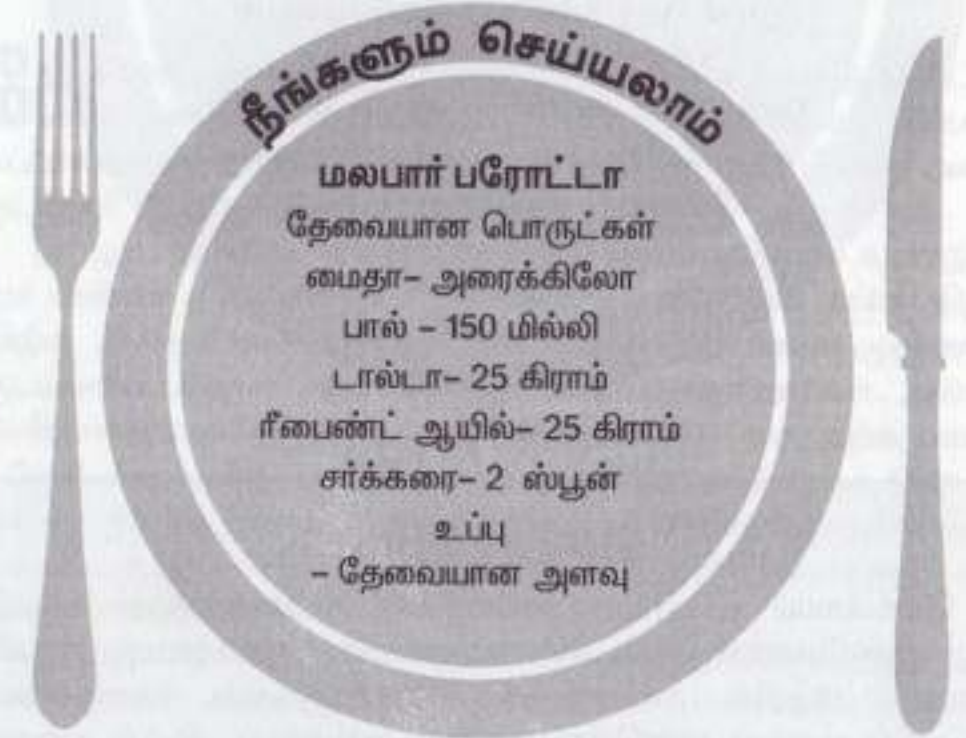 நீங்களும் செய்யலாம்
மலபார் பரோட்டா
தேவையான பொருட்கள்
மைதா– அரைக்கிலோ
பால் – 150 மில்லி
டால்டா– 25 கிராம்
ரீபைண்ட் ஆயில்– 25 கிராம்
சர்க்கரை– 2 ஸ்பூன்
உப்பு
– தேவையான அளவு